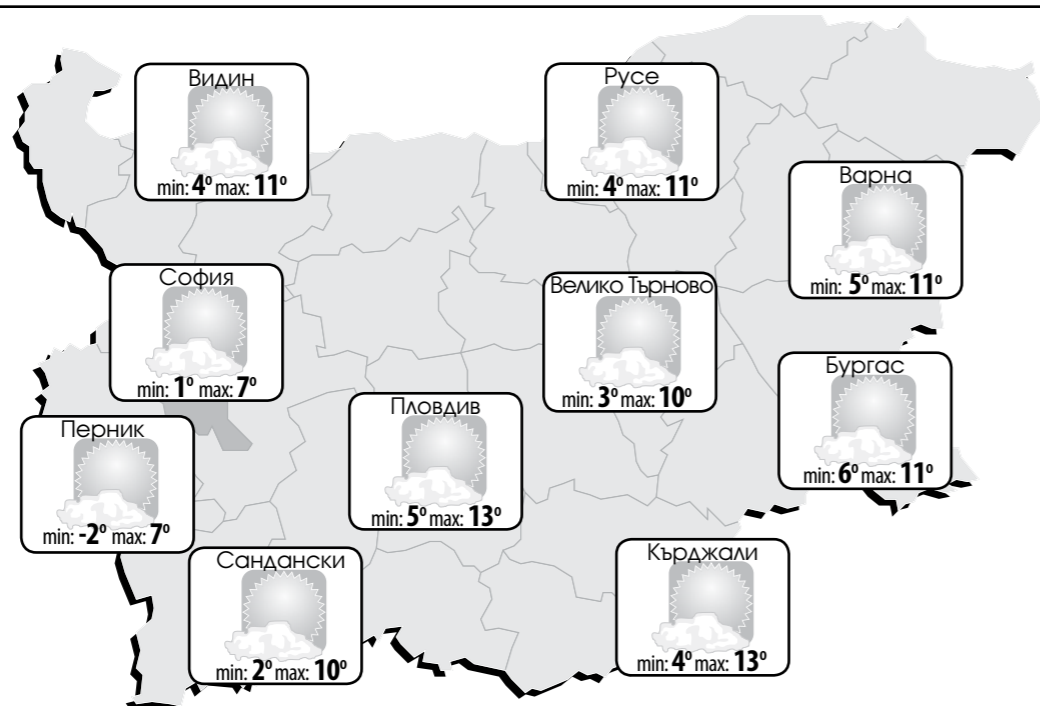 Видин
min: 4° max: 11°
Русе
min: 4° max: 11°
Варна
min: 5° max: 11°
София
min: 1° max: 7°
Велико Търново
min: 3° max: 10°
Бургас
min: 6° max: 11°
Пловдив
min: 5° max: 13°
Перник
min: -2° max: 7°
Сандански
min: 2° max: 10°
Кърджали
min: 4° max: 13°